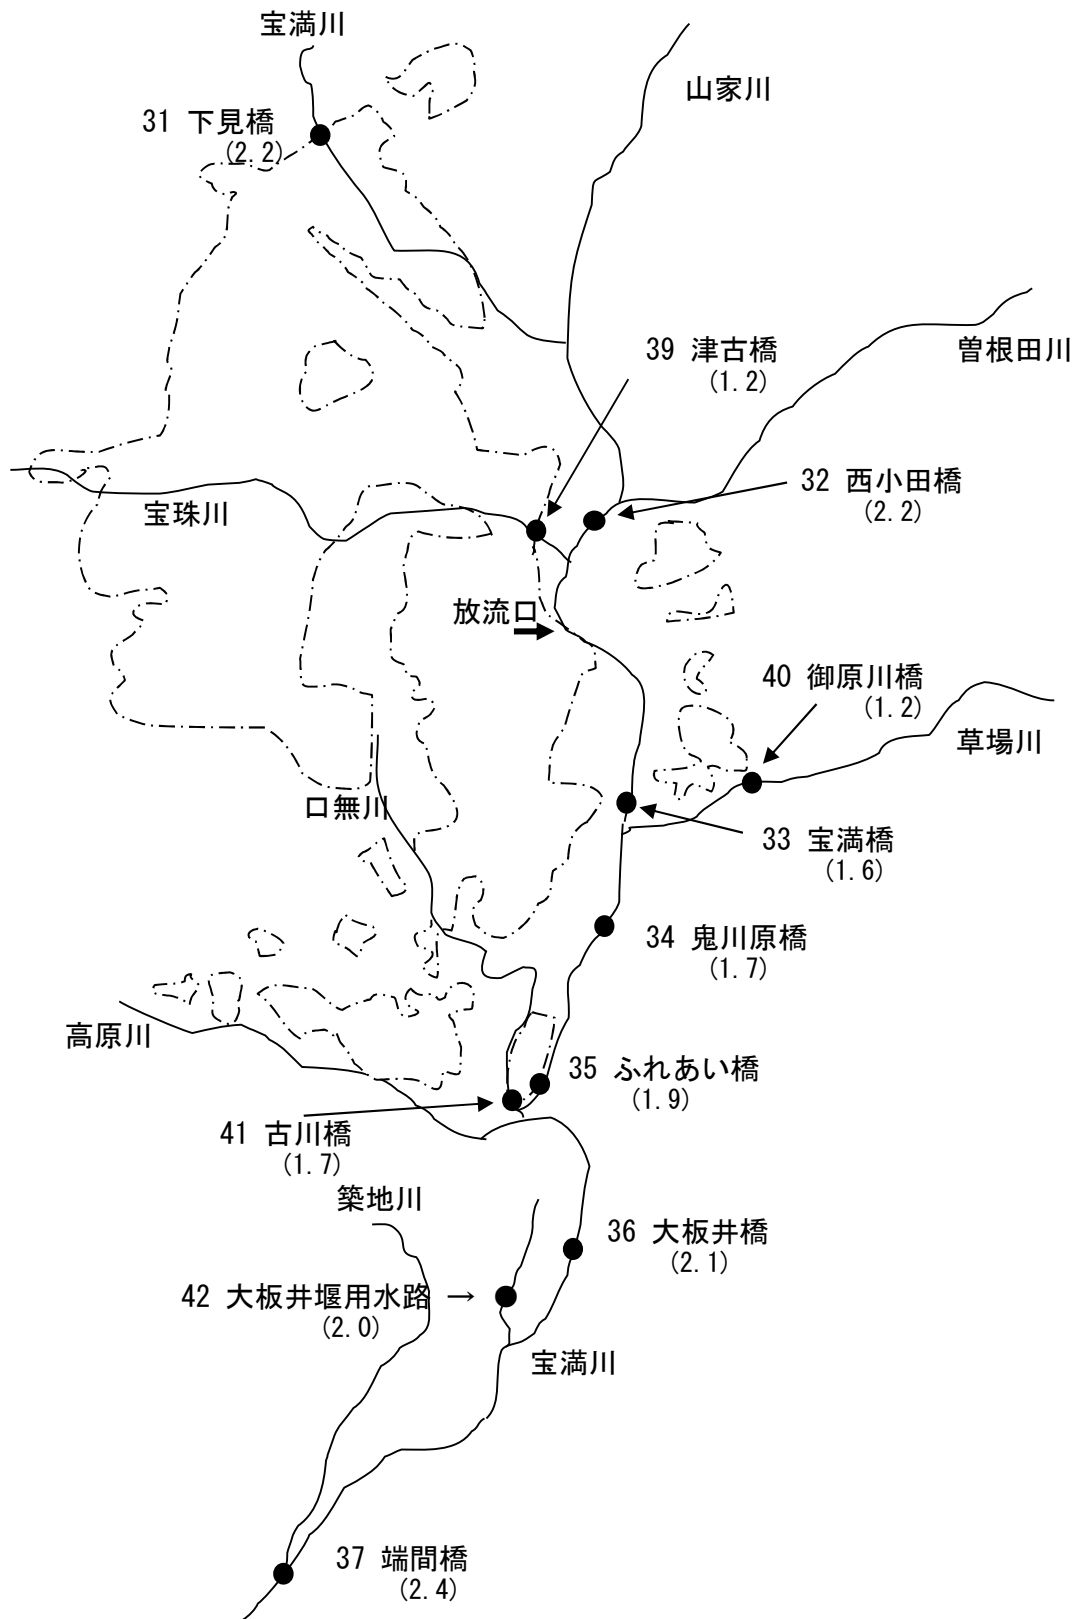 宝満川
山家川
31 下見橋
(2.2)
39 津古橋
(1.2)
曽根田川
32 西小田橋
(2.2)
宝珠川
放流口
40 御原川橋
(1.2)
草場川
口無川
33 宝満橋
(1.6)
34 鬼川原橋
(1.7)
高原川
35 ふれあい橋
(1.9)
41 古川橋
(1.7)
築地川
36 大板井橋
(2.1)
42 大板井堰用水路 →
(2.0)
宝満川
37 端間橋
(2.4)